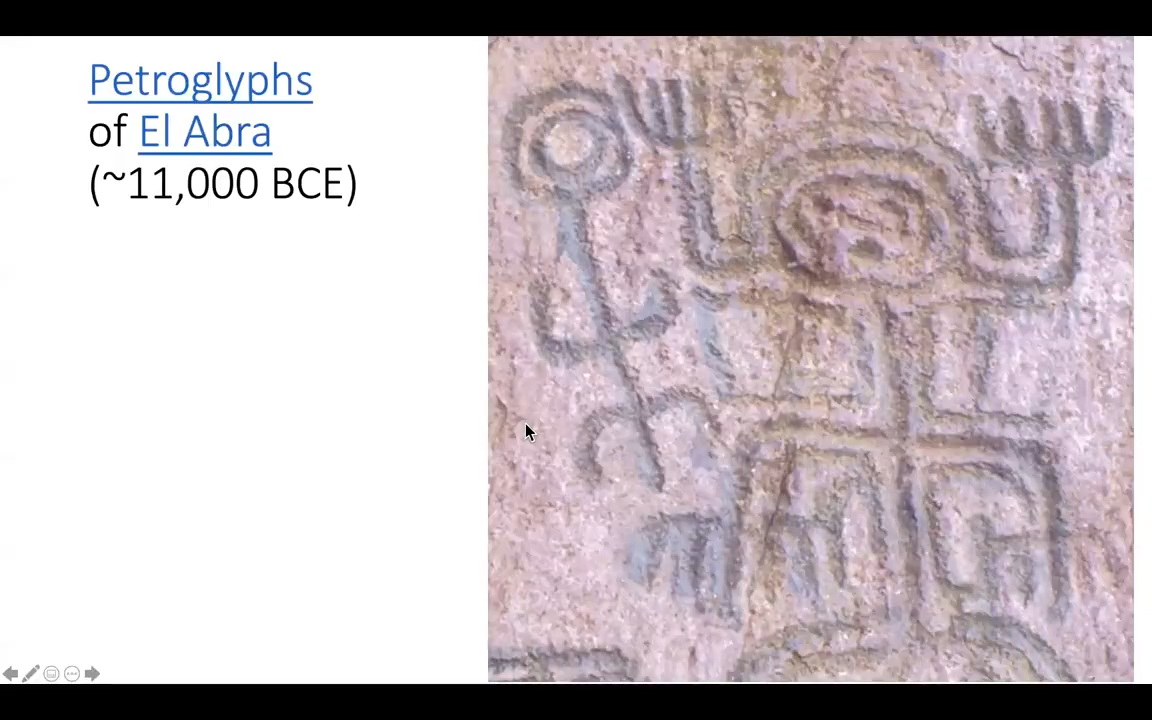 Petroglyphs
of El Abra
(~11,000 BCE)